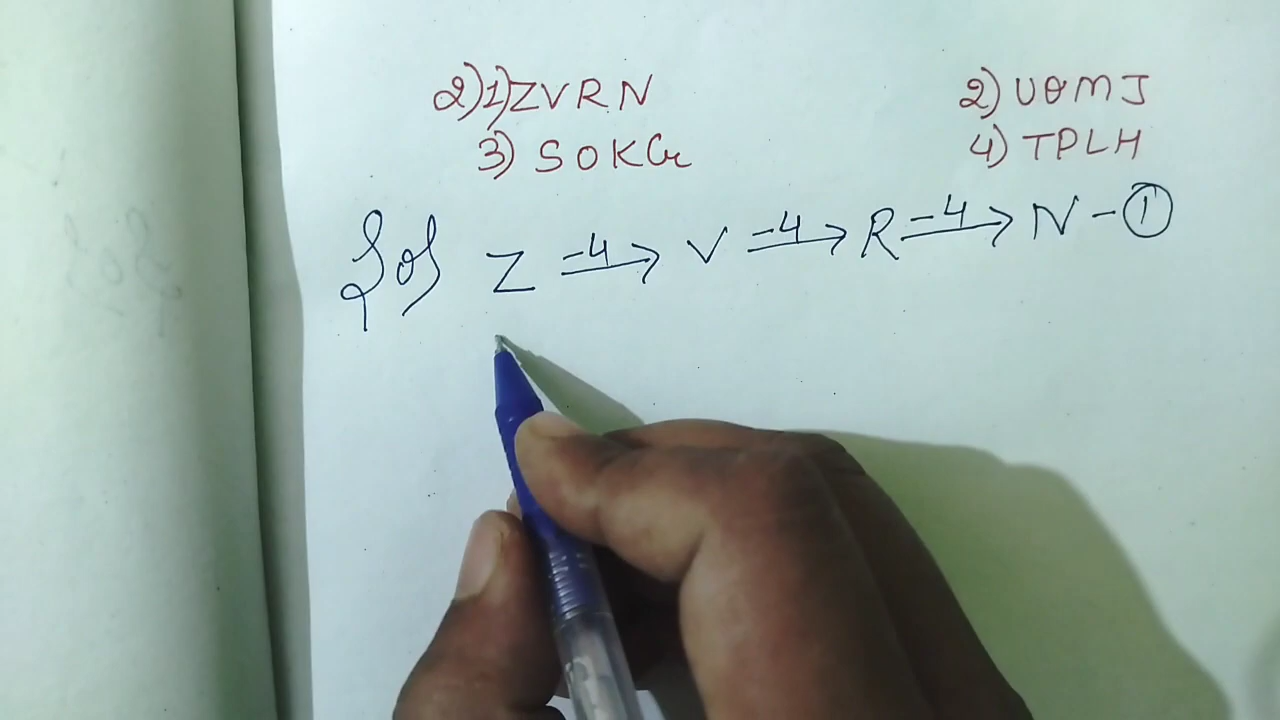 2) 1) ZVRN 2) UQMJ
3) SOKG 4) TPLH
Sol Z -4→ V -4→ R -4→ N - ①